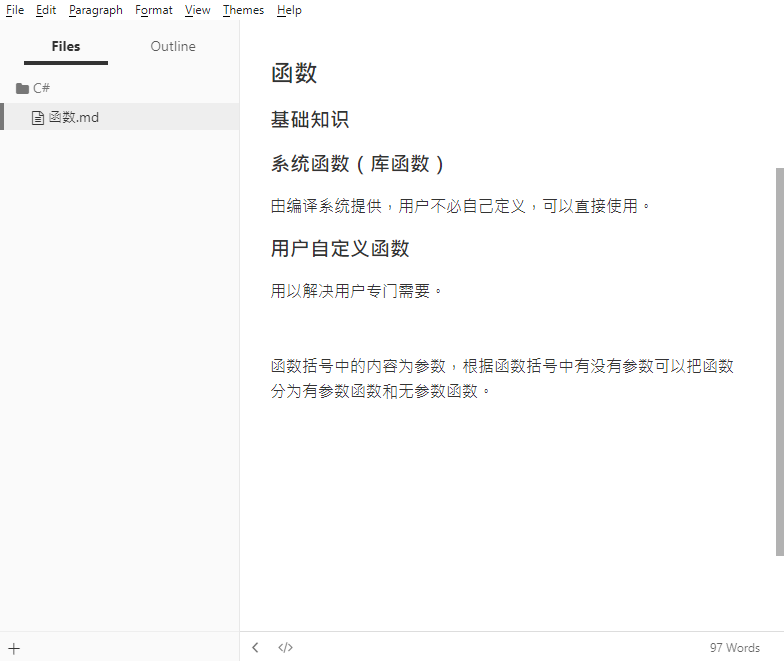 File Edit Paragraph Format View Themes Help
Files Outline
C#
函数.md
函数
基础知识
系统函数（库函数）
由编译系统提供，用户不必自己定义，可以直接使用。
用户自定义函数
用以解决用户专门需要。
函数括号中的内容为参数，根据函数括号中有没有参数可以把函数
分为有参数函数和无参数函数。
+ < </> 97 Words